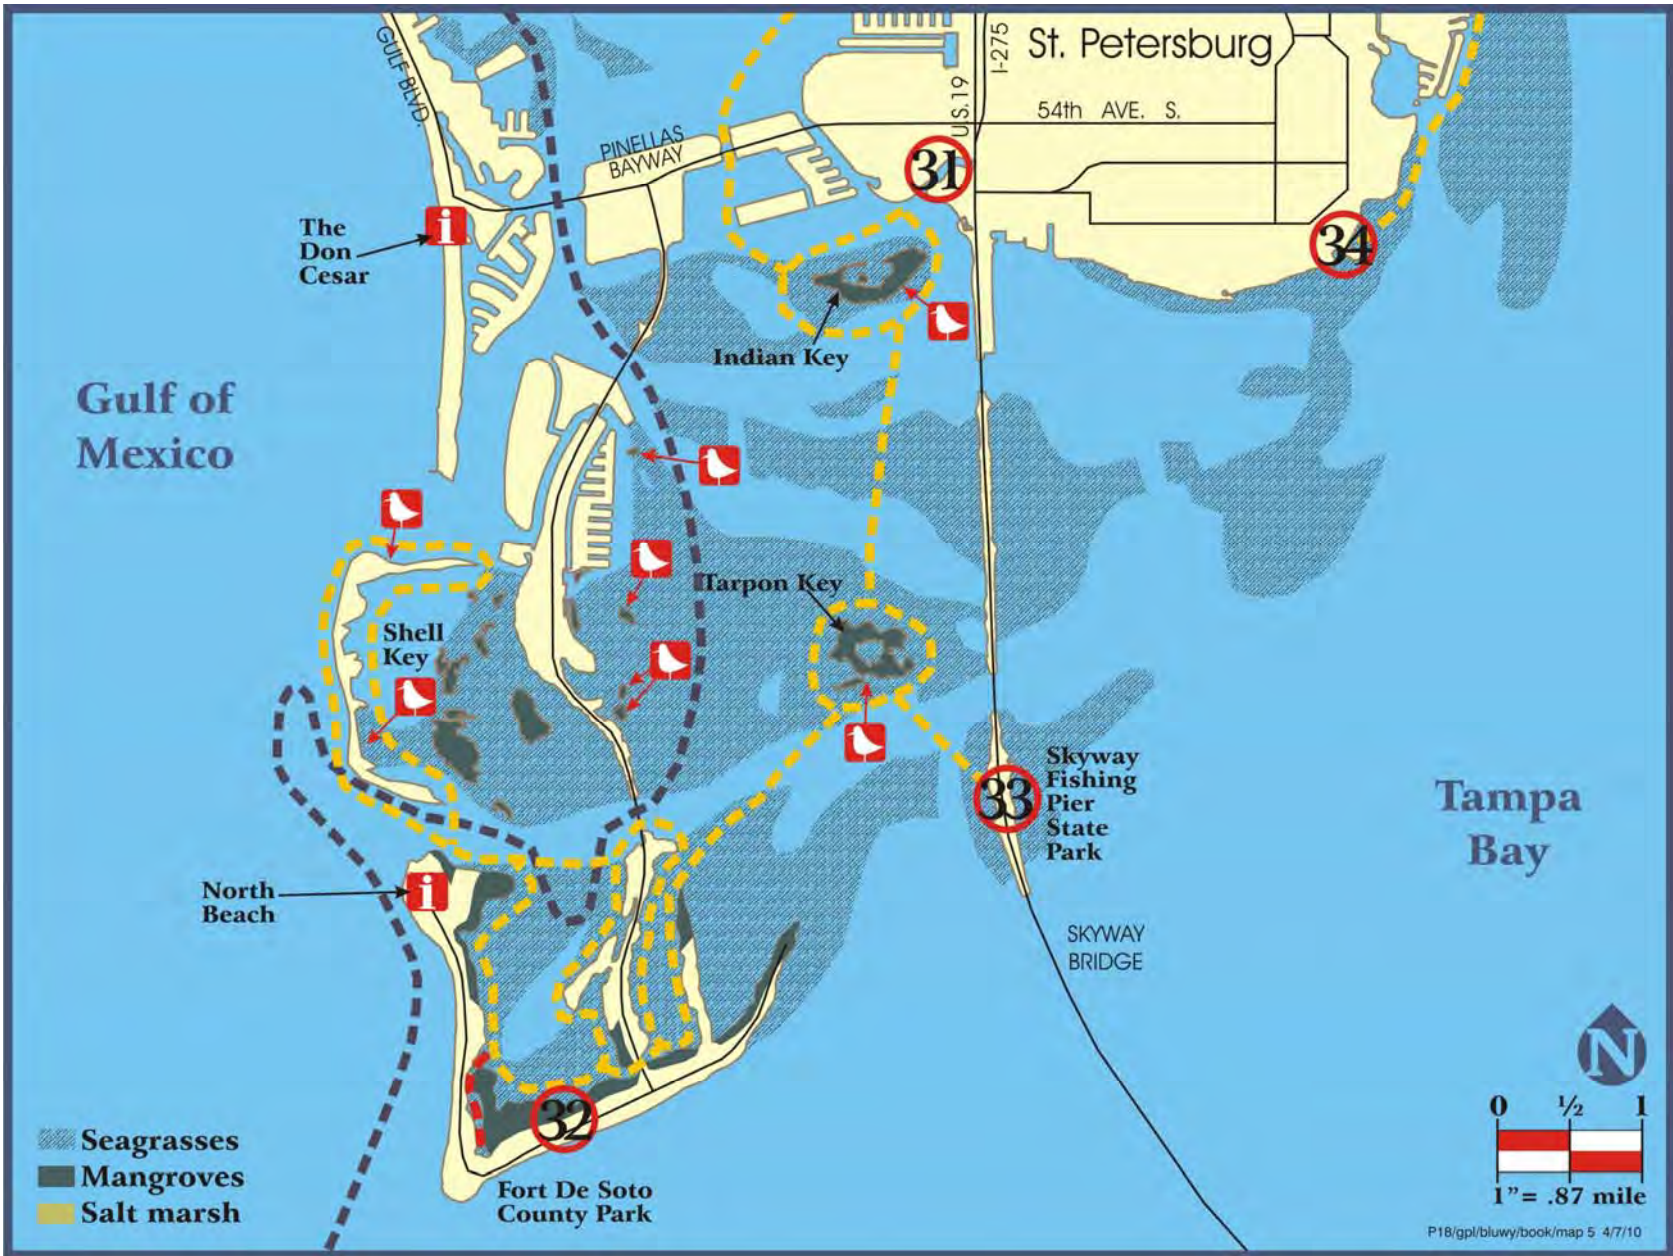 GULF BLVD.
PINELLAS
BAYWAY
U.S.19
I-275
St. Petersburg
54th AVE. S.
31
34
The
Don
Cesar
i
Indian Key
Gulf of
Mexico
Tarpon Key
Shell
Key
33
Skyway
Fishing
Pier
State
Park
Tampa
Bay
North
Beach
i
SKYWAY
BRIDGE
N
32
Fort De Soto
County Park
Seagrasses
Mangroves
Salt marsh
0 ½ 1
1"= .87 mile
P18/gpl/bluwy/book/map 5 4/7/10